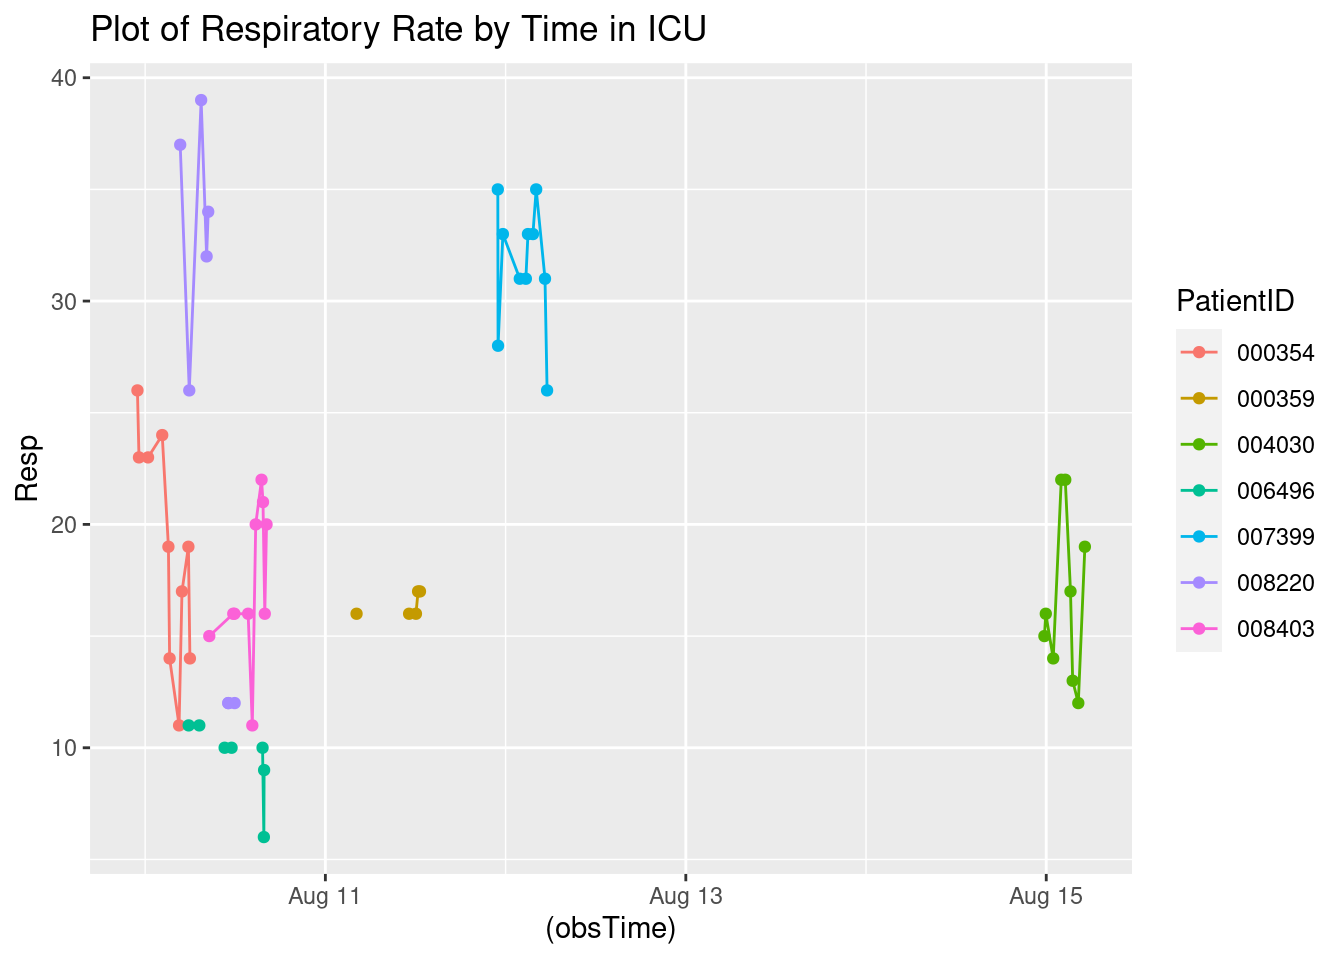 Plot of Respiratory Rate by Time in ICU
40
30
20
10
Resp
Aug 11
Aug 13
Aug 15
(obsTime)
PatientID
000354
000359
004030
006496
007399
008220
008403